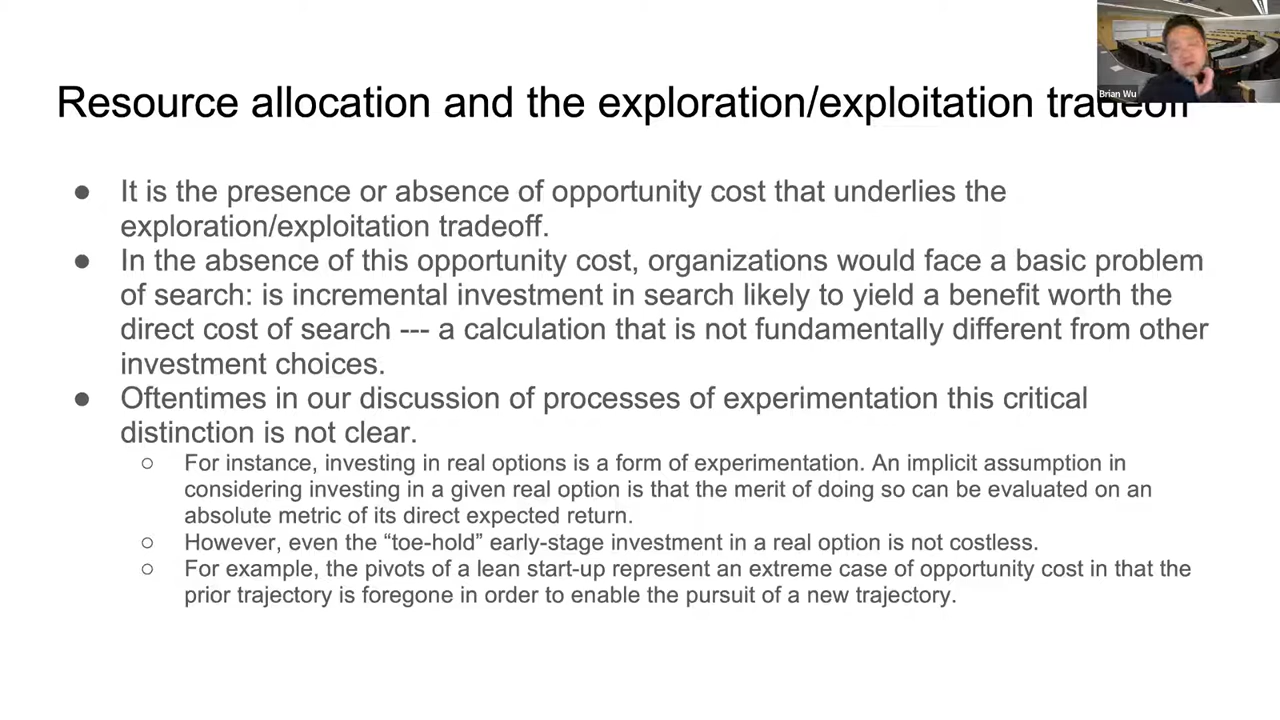 Resource allocation and the exploration/exploitation tradeoff
Brian Wu
● It is the presence or absence of opportunity cost that underlies the
exploration/exploitation tradeoff.
● In the absence of this opportunity cost, organizations would face a basic problem
of search: is incremental investment in search likely to yield a benefit worth the
direct cost of search --- a calculation that is not fundamentally different from other
investment choices.
● Oftentimes in our discussion of processes of experimentation this critical
distinction is not clear.
○ For instance, investing in real options is a form of experimentation. An implicit assumption in
considering investing in a given real option is that the merit of doing so can be evaluated on an
absolute metric of its direct expected return.
○ However, even the “toe-hold” early-stage investment in a real option is not costless.
○ For example, the pivots of a lean start-up represent an extreme case of opportunity cost in that the
prior trajectory is foregone in order to enable the pursuit of a new trajectory.